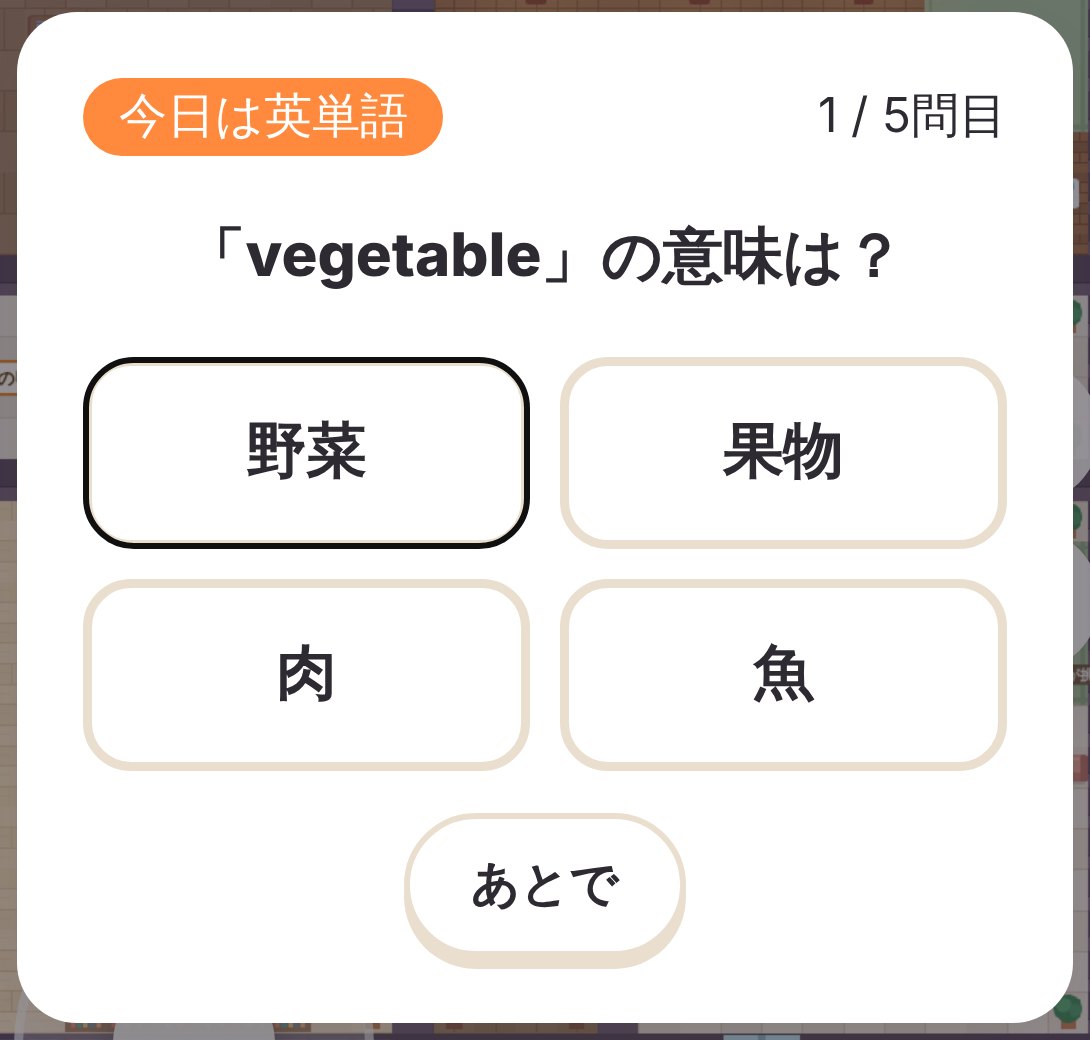 今日は英単語
1 / 5問目
「vegetable」の意味は？
野菜
果物
肉
魚
あとで